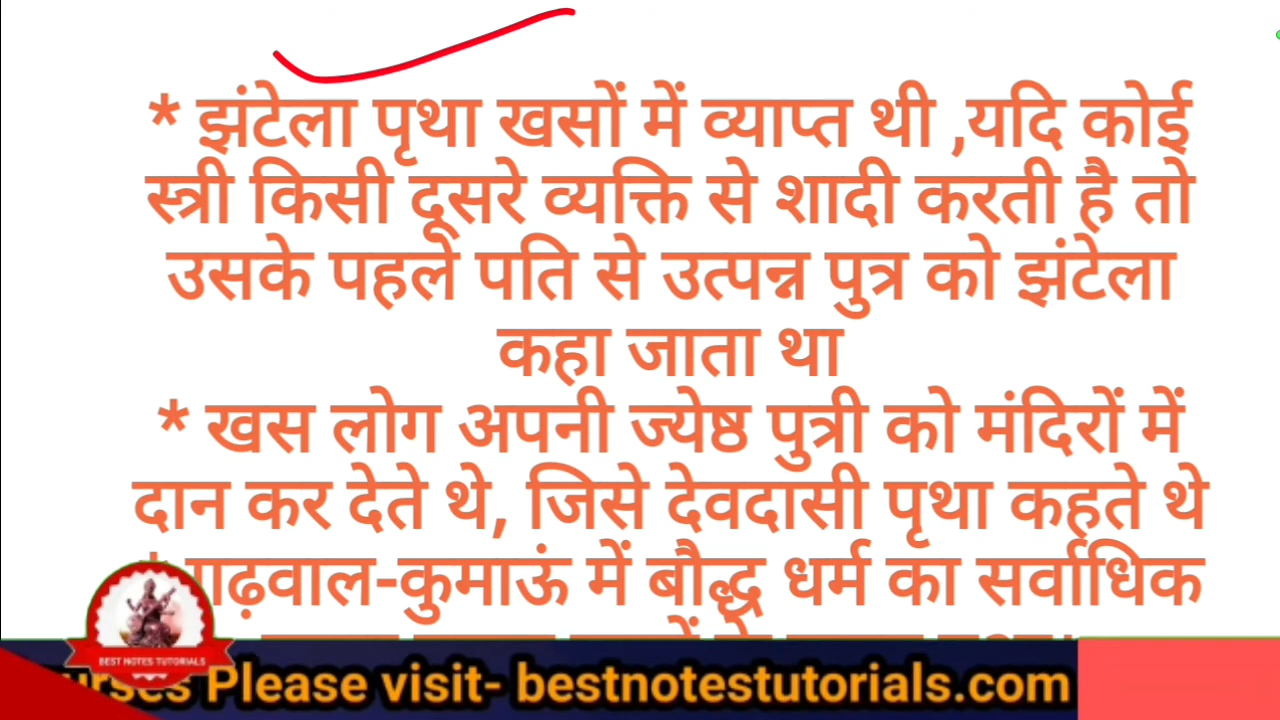 * झंटेला पृथा खसों में व्याप्त थी ,यदि कोई
स्त्री किसी दूसरे व्यक्ति से शादी करती है तो
उसके पहले पति से उत्पन्न पुत्र को झंटेला
कहा जाता था
* खस लोग अपनी ज्येष्ठ पुत्री को मंदिरों में
दान कर देते थे, जिसे देवदासी पृथा कहते थे
गढ़वाल-कुमाऊं में बौद्ध धर्म का सर्वाधिक
BEST NOTES TUTORIALS
Please visit- bestnotestutorials.com